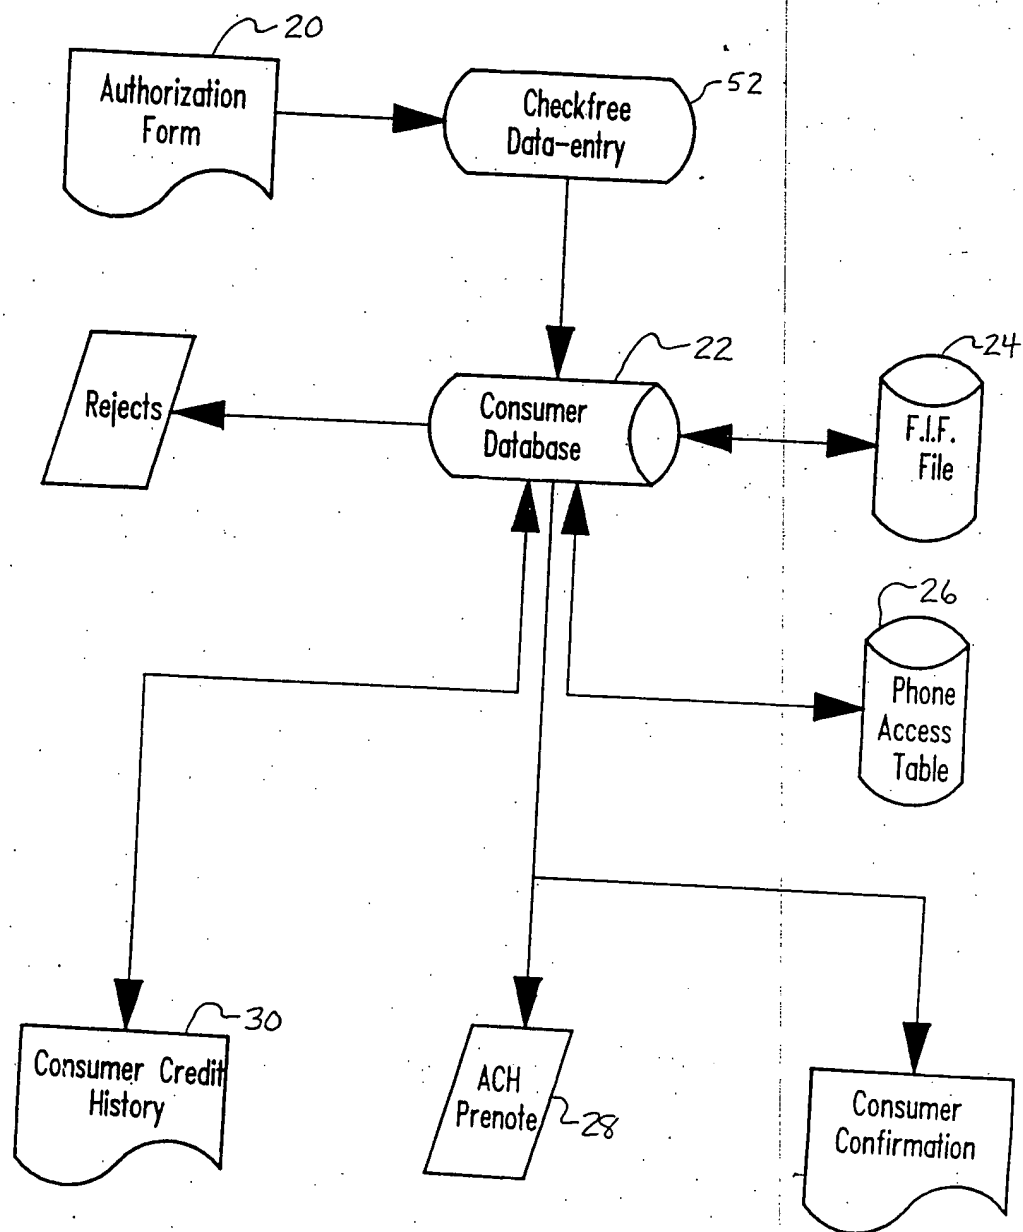 20
Authorization
Form
Checkfree
Data-entry
52
Rejects
Consumer
Database
22
24
F.I.F.
File
26
Phone
Access
Table
30
Consumer Credit
History
ACH
Prenote
28
Consumer
Confirmation